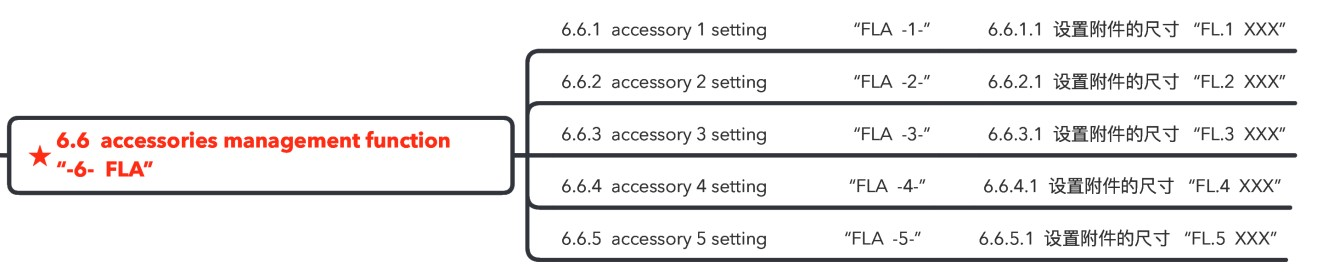 6.6.1 accessory 1 setting “FLA -1-” 6.6.1.1 设置附件的尺寸 “FL.1 XXX”
6.6.2 accessory 2 setting “FLA -2-” 6.6.2.1 设置附件的尺寸 “FL.2 XXX”
★ 6.6 accessories management function
“-6- FLA”
6.6.3 accessory 3 setting “FLA -3-” 6.6.3.1 设置附件的尺寸 “FL.3 XXX”
6.6.4 accessory 4 setting “FLA -4-” 6.6.4.1 设置附件的尺寸 “FL.4 XXX”
6.6.5 accessory 5 setting “FLA -5-” 6.6.5.1 设置附件的尺寸 “FL.5 XXX”